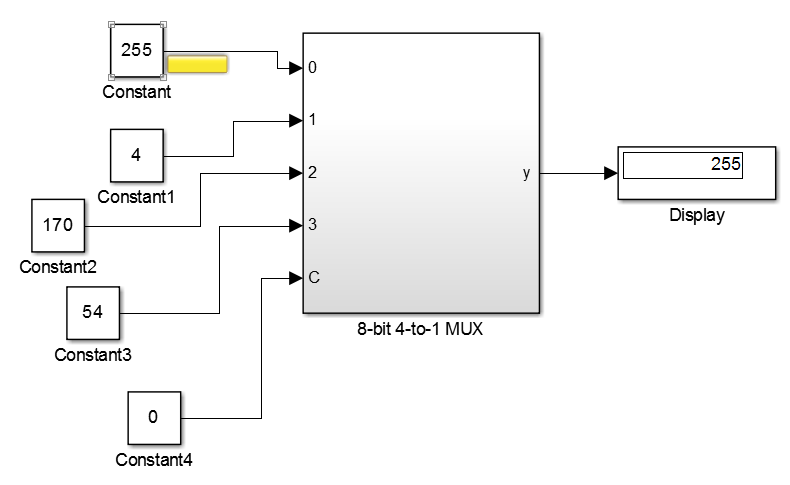 255
Constant
0
4
Constant1
1
170
Constant2
2
y
255
Display
54
Constant3
3
C
8-bit 4-to-1 MUX
0
Constant4